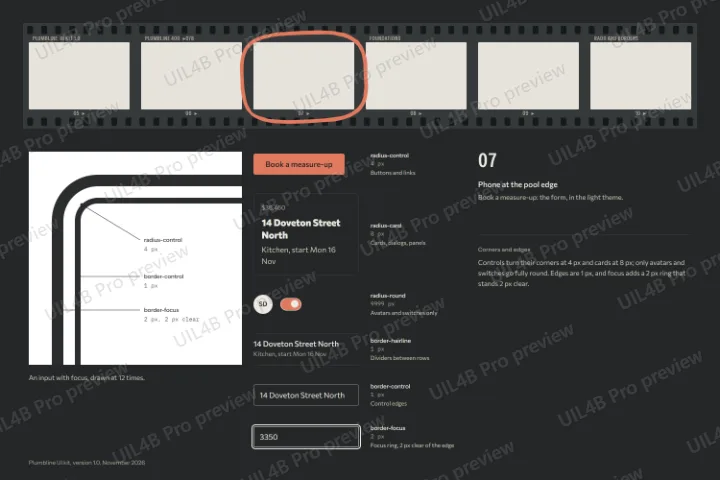 UIL4B Pro preview
FOUNDATIONS
07
Book a measure-up
14 Doveton Street
North
Kitchen, start Mon 16
Nov
SD
14 Doveton Street North
Kitchen, start Mon 16 Nov
14 Doveton Street North
3350
radius-control
4 px
Buttons and links
radius-card
8 px
Cards, dialogs, panels
radius-round
9999 px
Avatars and switches only
border-hairline
1 px
Dividers between rows
border-control
1 px
Control edges
border-focus
2 px
Focus ring, 2 px clear of the edge
radius-control
4 px
border-control
1 px
border-focus
2 px, 2 px clear
An input with focus, drawn at 12 times.
07
Phone at the pool edge
Book a measure-up: the form, in the light theme.
Corners and edges
Controls turn their corners at 4 px and cards at 8 px; only avatars and
switches go fully round. Edges are 1 px, and focus adds a 2 px ring that
stands 2 px clear.
Plumbline UI kit, version 1.0, November 2026